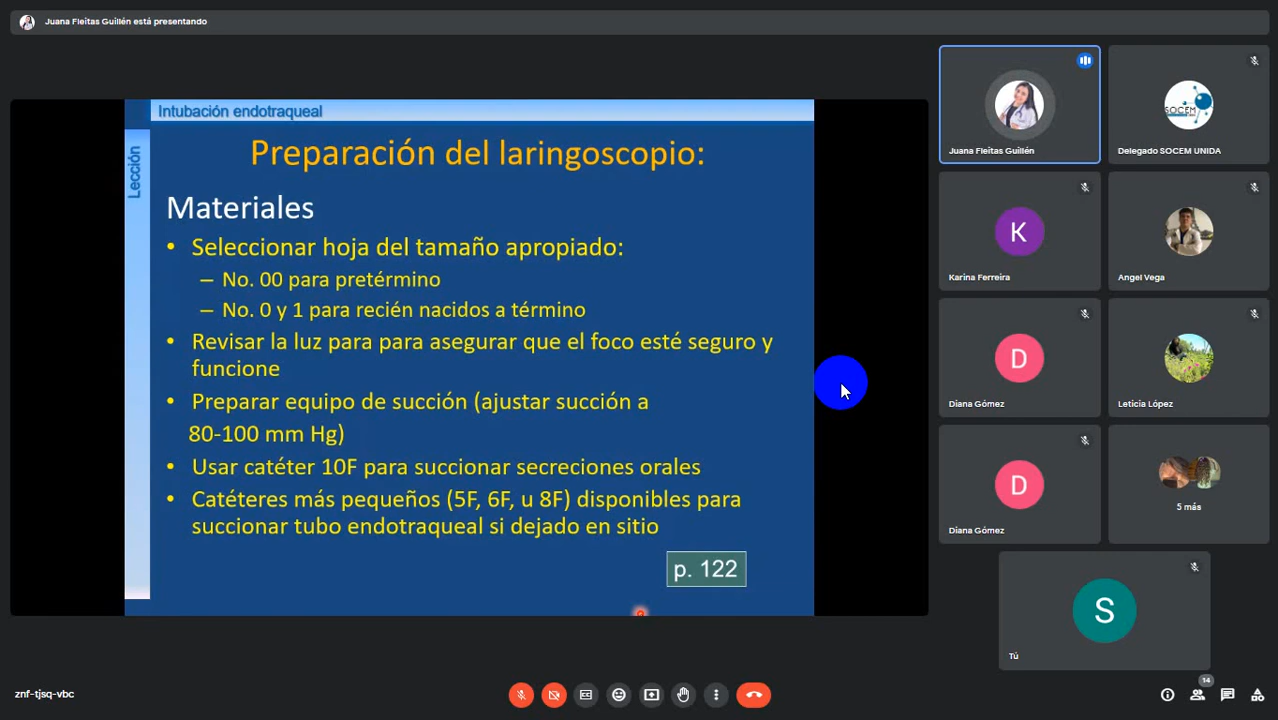 Juana Fleitas Guillén está presentando
Intubación endotraqueal
Lección
Preparación del laringoscopio:
Materiales
• Seleccionar hoja del tamaño apropiado:
– No. 00 para pretérmino
– No. 0 y 1 para recién nacidos a término
• Revisar la luz para para asegurar que el foco esté seguro y
funcione
• Preparar equipo de succión (ajustar succión a
80-100 mm Hg)
• Usar catéter 10F para succionar secreciones orales
• Catéteres más pequeños (5F, 6F, u 8F) disponibles para
succionar tubo endotraqueal si dejado en sitio
p. 122
Juana Fleitas Guillén
SOCEM
Delegado SOCEM UNIDA
K
Karina Ferreira
Angel Vega
D
Diana Gómez
Leticia López
D
Diana Gómez
5 más
S
Tú
znf-tjsq-vbc
14